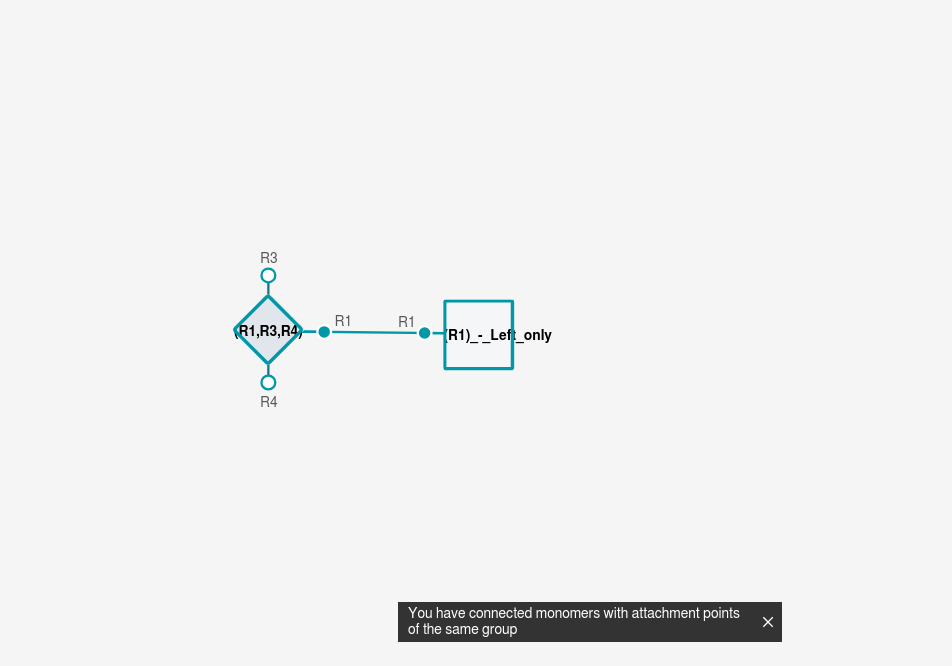 R3
(R1,R3,R4)
R1
R1
(R1)_-_Left_only
R4
You have connected monomers with attachment points
of the same group